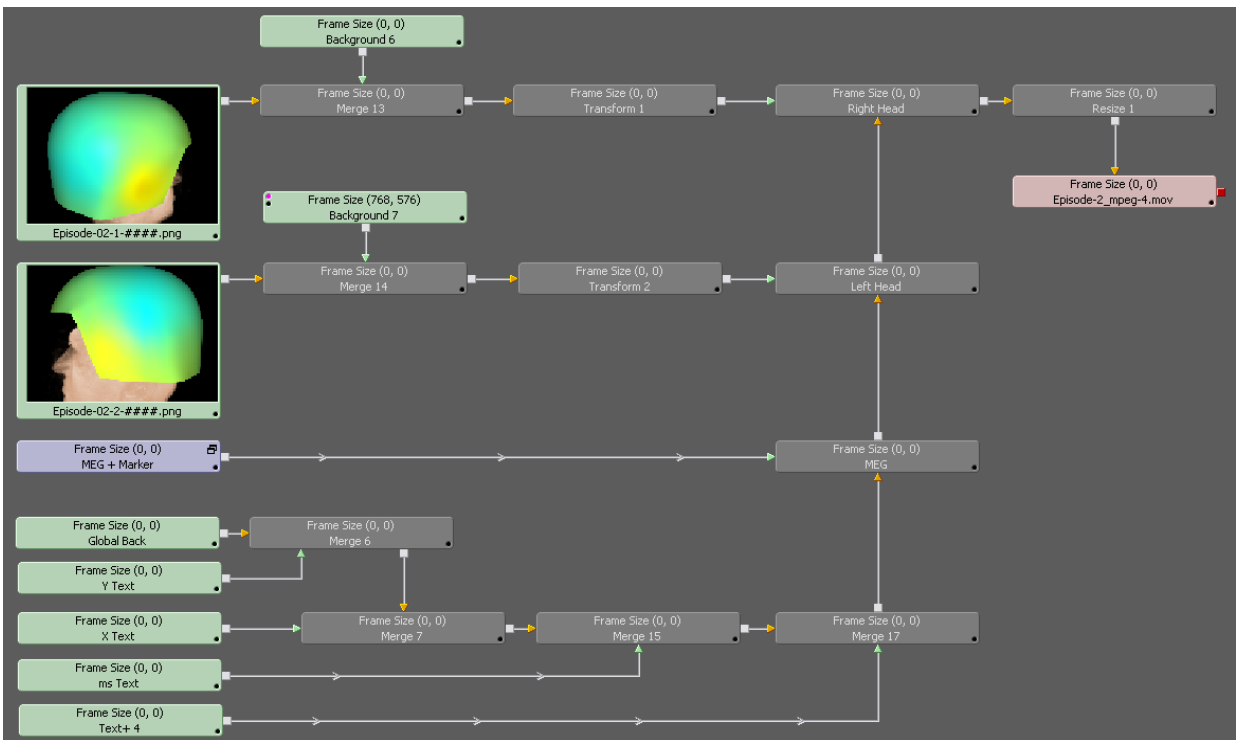 Frame Size (0, 0)
Background 6
Frame Size (0, 0)
Merge 13
Frame Size (0, 0)
Transform 1
Frame Size (0, 0)
Right Head
Frame Size (0, 0)
Resize 1
Frame Size (0, 0)
Episode-2_mpeg-4.mov
Episode-02-1-####.png
Frame Size (768, 576)
Background 7
Frame Size (0, 0)
Merge 14
Frame Size (0, 0)
Transform 2
Frame Size (0, 0)
Left Head
Episode-02-2-####.png
Frame Size (0, 0)
MEG + Marker
Frame Size (0, 0)
MEG
Frame Size (0, 0)
Global Back
Frame Size (0, 0)
Merge 6
Frame Size (0, 0)
Y Text
Frame Size (0, 0)
X Text
Frame Size (0, 0)
Merge 7
Frame Size (0, 0)
Merge 15
Frame Size (0, 0)
Merge 17
Frame Size (0, 0)
ms Text
Frame Size (0, 0)
Text+ 4